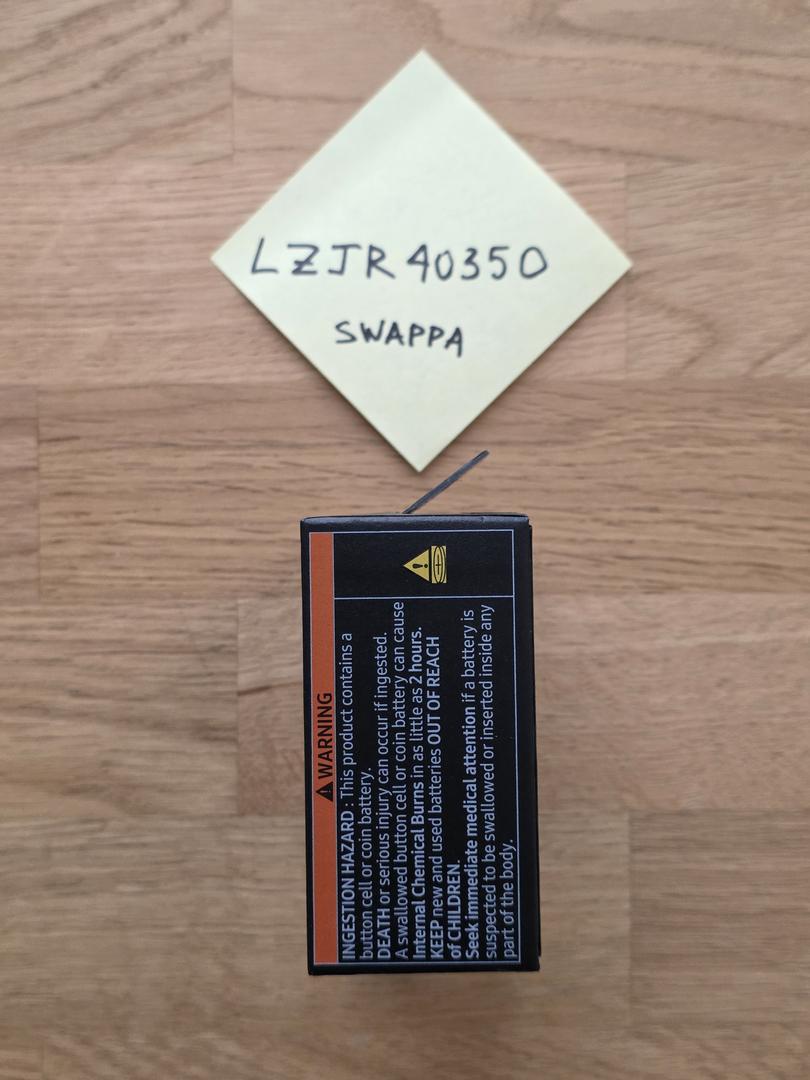 LZJR40350
SWAPPA
⚠WARNING
INGESTION HAZARD : This product contains a
button cell or coin battery.
DEATH or serious injury can occur if ingested.
A swallowed button cell or coin battery can cause
Internal Chemical Burns in as little as 2 hours.
KEEP new and used batteries OUT OF REACH
of CHILDREN.
Seek immediate medical attention if a battery is
suspected to be swallowed or inserted inside any
part of the body.